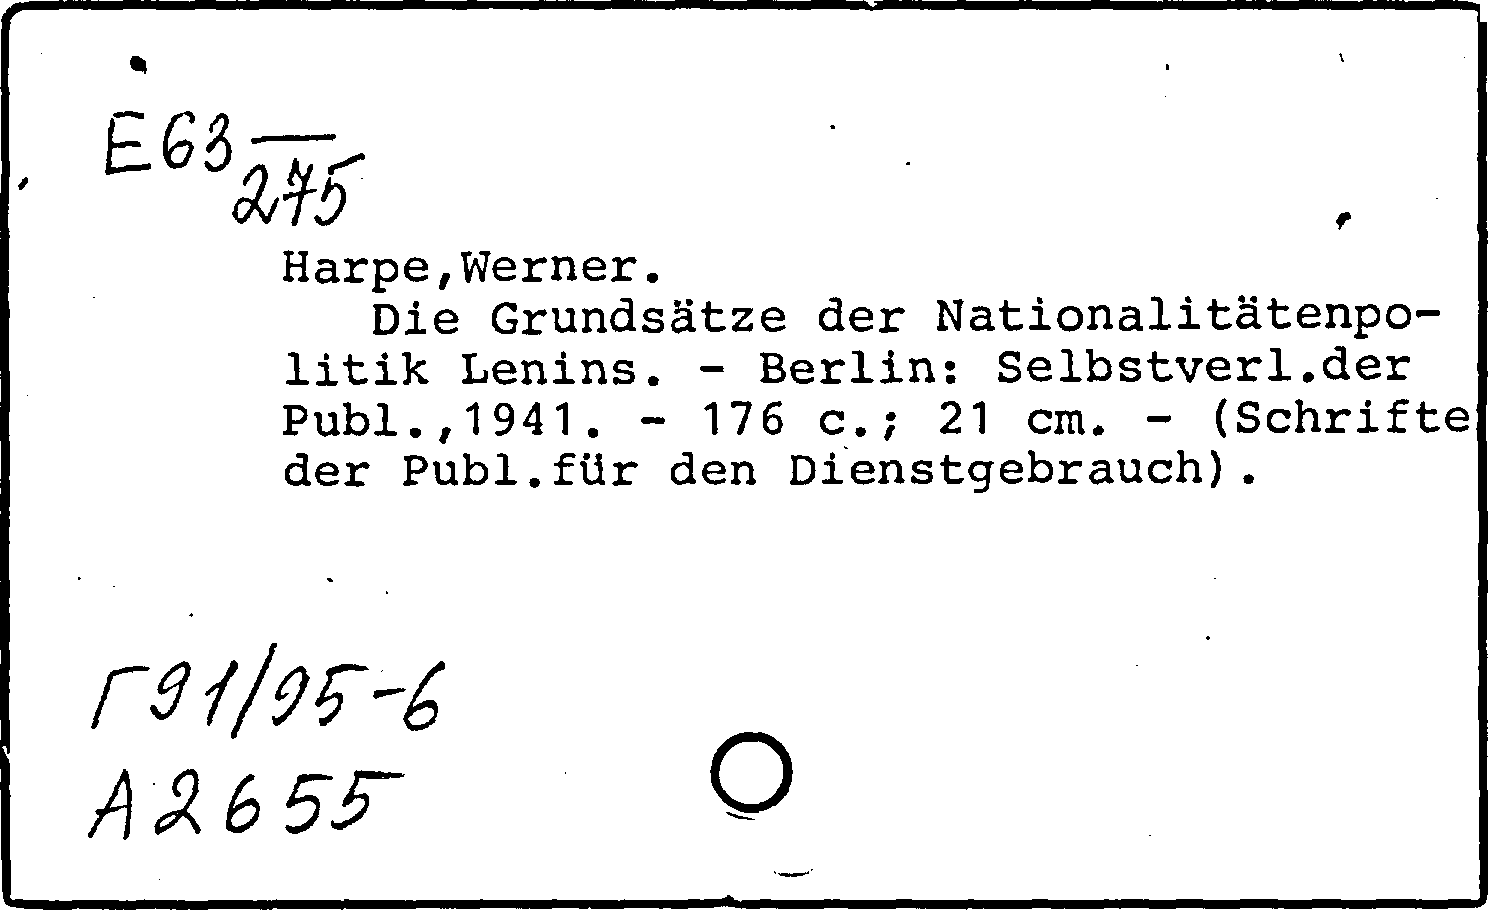 E63
275
Harpe,Werner.
Die Grundsätze der Nationalitätenpo-
litik Lenins. - Berlin: Selbstverl.der
Publ.,1941. - 176 c.; 21 cm. - (Schrifte
der Publ.für den Dienstgebrauch).
Г91/95-6
A2655